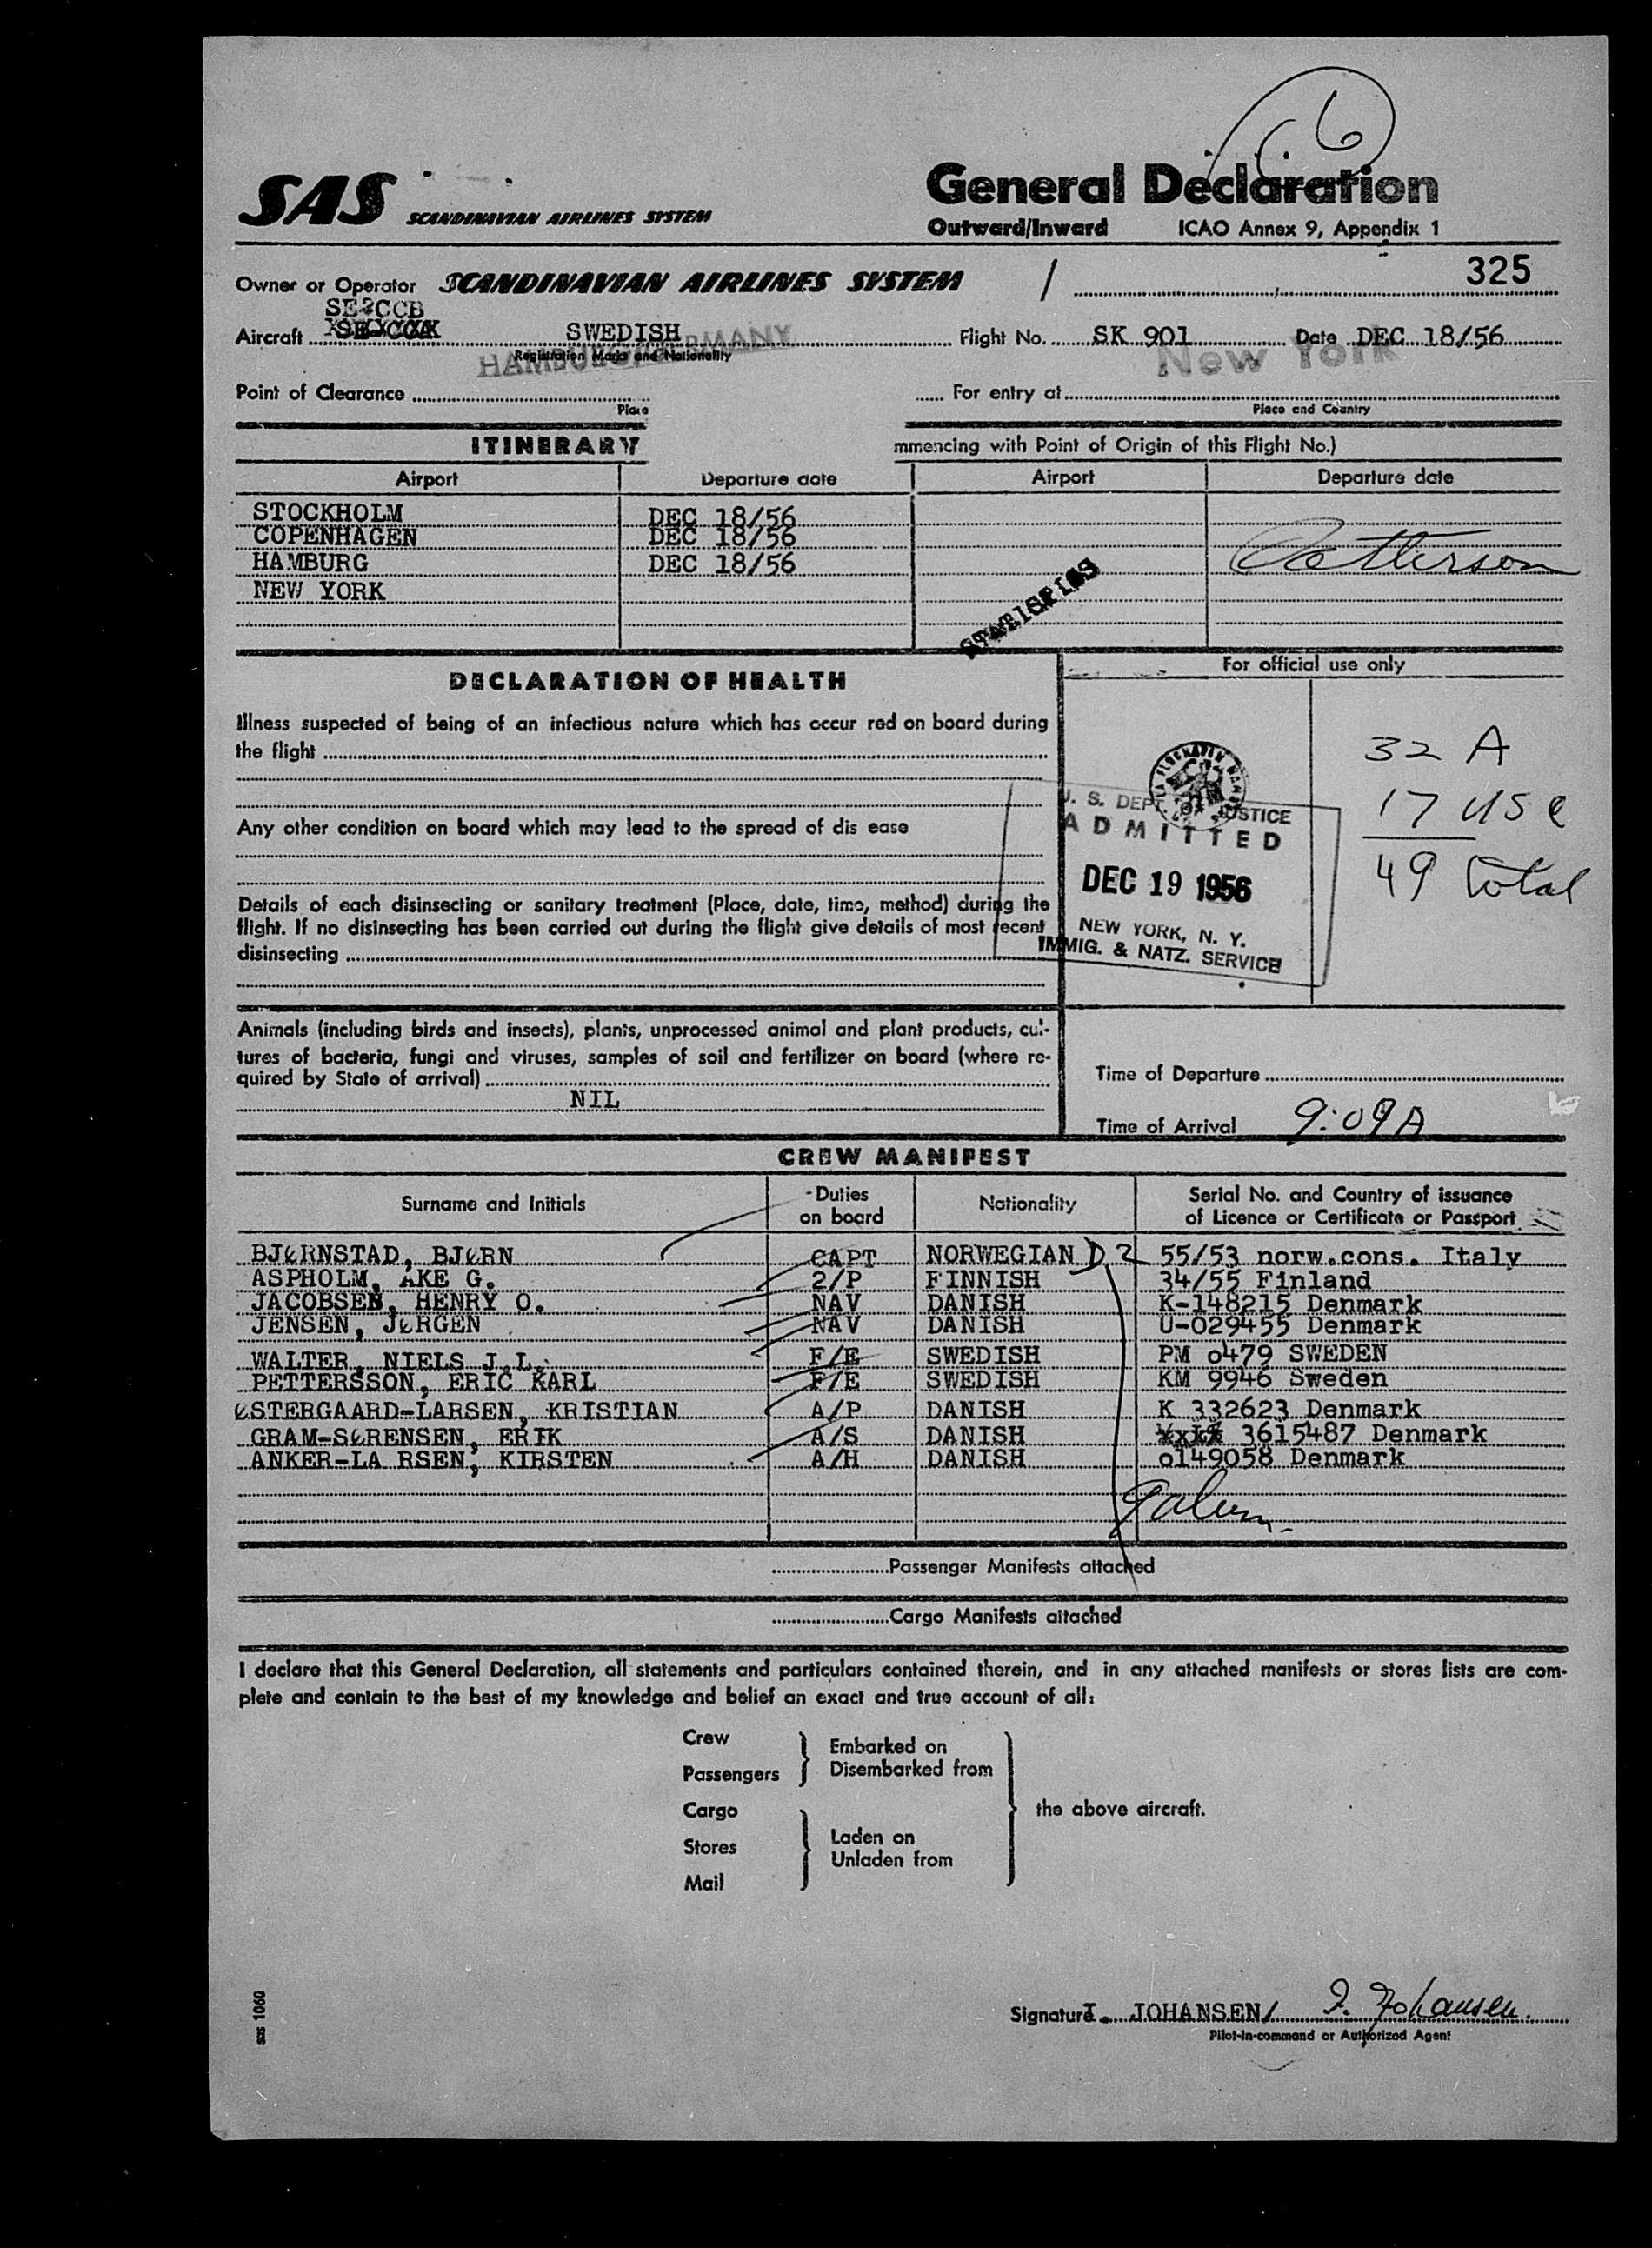 6
SAS SCANDINAVIAN AIRLINES SYSTEM
General Declaration
Outward/Inward ICAO Annex 9, Appendix 1
Owner or Operator SCANDINAVIAN AIRLINES SYSTEM / 325
SE-CCB
Aircraft SWEDISH Flight No. SK 901 Date DEC 18/56
Registration Marks and Nationality
HAMBURG GERMANY New York
Point of Clearance For entry at
Place Place and Country
ITINERARY mmencing with Point of Origin of this Flight No.)
Airport Departure date Airport Departure date
STOCKHOLM DEC 18/56
COPENHAGEN DEC 18/56
HAMBURG DEC 18/56 Patterson
NEW YORK
STATISTICS
DECLARATION OF HEALTH For official use only
Illness suspected of being of an infectious nature which has occur red on board during
the flight
32 A
17 USC
49 total
Any other condition on board which may lead to the spread of dis ease
U. S. DEPT. OF JUSTICE
ADMITTED
DEC 19 1956
NEW YORK, N. Y.
IMMIG. & NATZ. SERVICE
Details of each disinsecting or sanitary treatment (Place, date, time, method) during the
flight. If no disinsecting has been carried out during the flight give details of most recent
disinsecting
Animals (including birds and insects), plants, unprocessed animal and plant products, cul-
tures of bacteria, fungi and viruses, samples of soil and fertilizer on board (where re-
quired by State of arrival)
NIL
Time of Departure
Time of Arrival 9:09A
CREW MANIFEST
Surname and Initials Duties on board Nationality Serial No. and Country of issuance of Licence or Certificate or Passport
BJØRNSTAD, BJØRN CAPT NORWEGIAN D2 55/53 norw.cons. Italy
ASPHOLM, AKE G. 2/P FINNISH 34/55 Finland
JACOBSEN, HENRY O. NAV DANISH K-148215 Denmark
JENSEN, JØRGEN NAV DANISH U-029455 Denmark
WALTER, NIELS J.L. F/E SWEDISH PM o479 SWEDEN
PETTERSSON, ERIC KARL F/E SWEDISH KM 9946 Sweden
ØSTERGAARD-LARSEN, KRISTIAN A/P DANISH K 332623 Denmark
GRAM-SØRENSEN, ERIK A/S DANISH 3615487 Denmark
ANKER-LA RSEN, KIRSTEN A/H DANISH o149058 Denmark
Passenger Manifests attached
Cargo Manifests attached
I declare that this General Declaration, all statements and particulars contained therein, and in any attached manifests or stores lists are com-
plete and contain to the best of my knowledge and belief an exact and true account of all:
Crew
Passengers
Embarked on
Disembarked from
Cargo
Stores
Mail
Laden on
Unladen from
the above aircraft.
sas 1060
Signature I. JOHANSEN/ I. Johansen.
Pilot-in-command or Authorized Agent